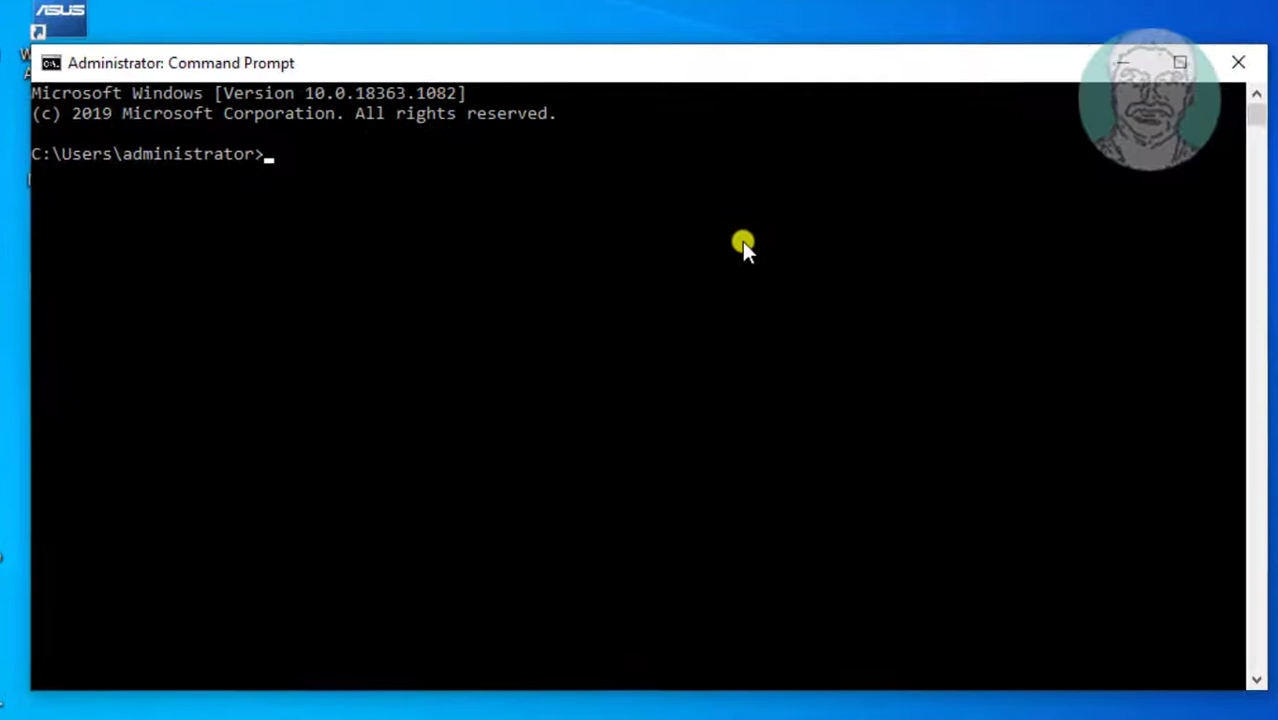 ASUS
Administrator: Command Prompt
Microsoft Windows [Version 10.0.18363.1082]
(c) 2019 Microsoft Corporation. All rights reserved.
C:\Users\administrator>